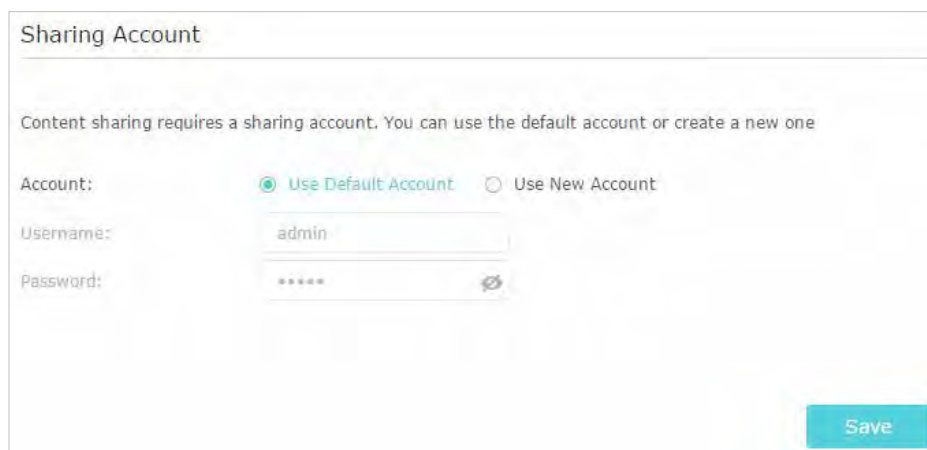 Sharing Account
Content sharing requires a sharing account. You can use the default account or create a new one
Account: Use Default Account Use New Account
Username: admin
Password: •••••
Save